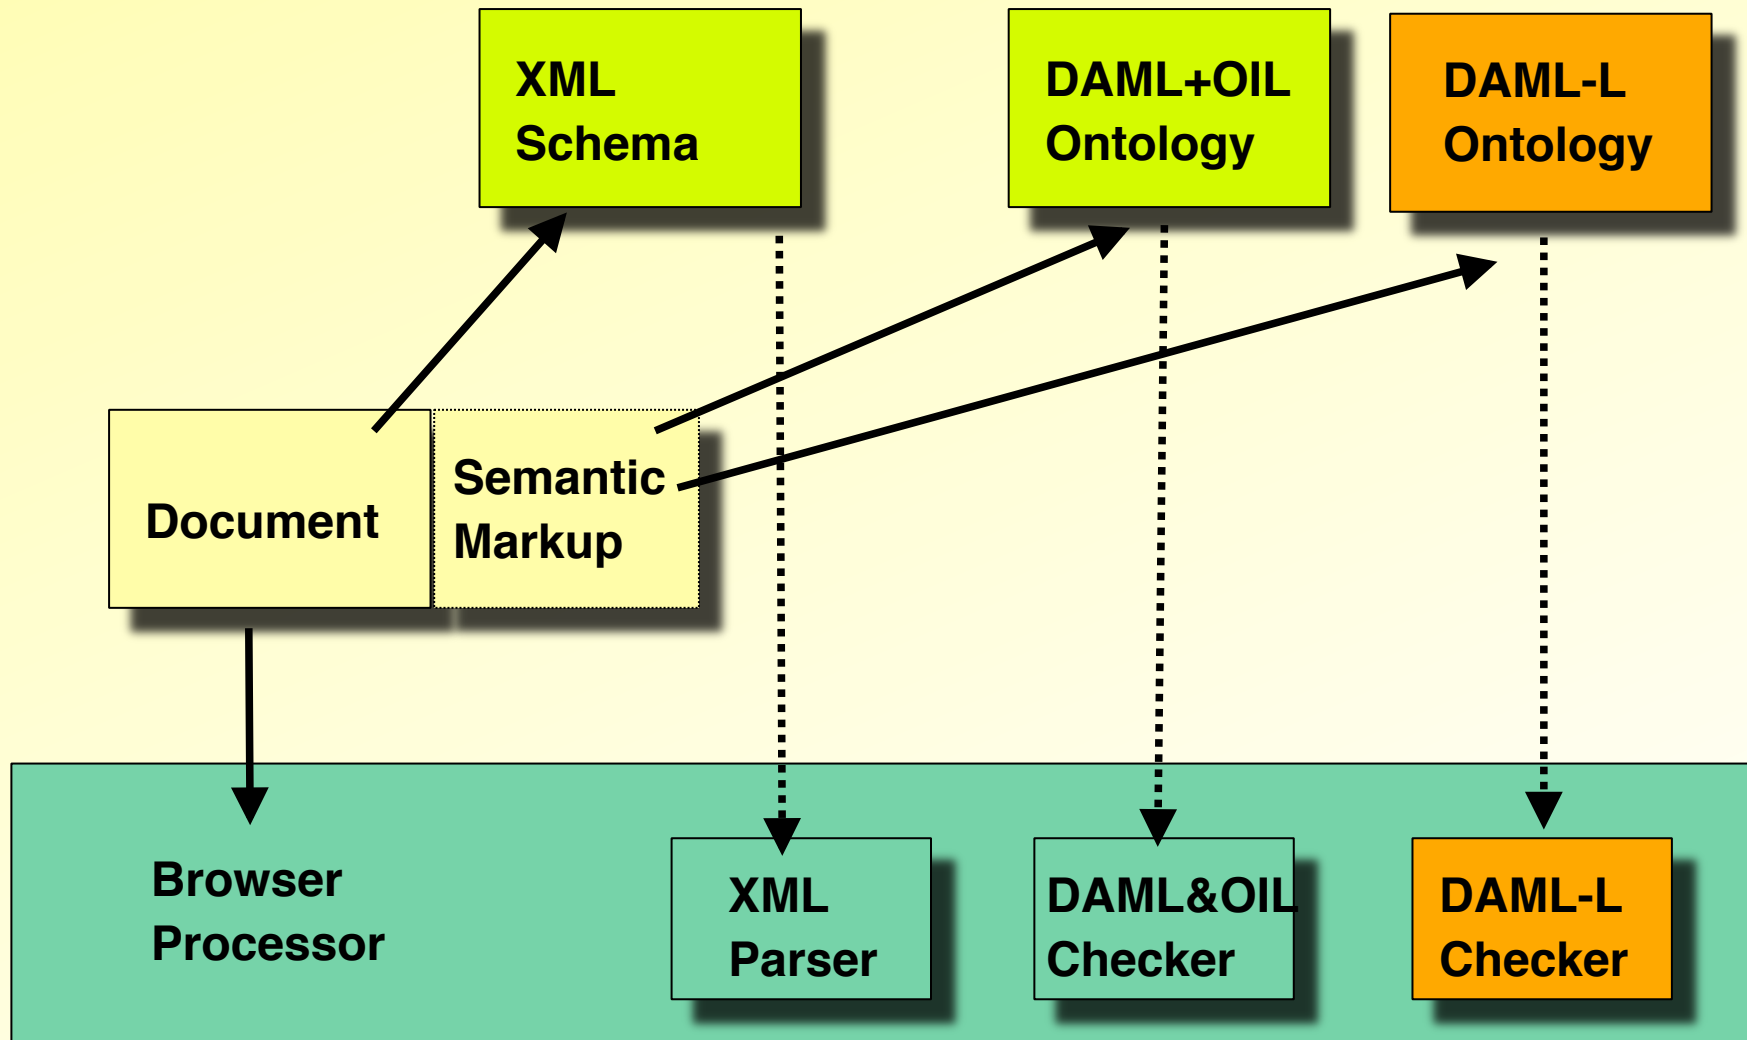 XML
Schema
DAML+OIL
Ontology
DAML-L
Ontology
Document
Semantic
Markup
Browser
Processor
XML
Parser
DAML&OIL
Checker
DAML-L
Checker